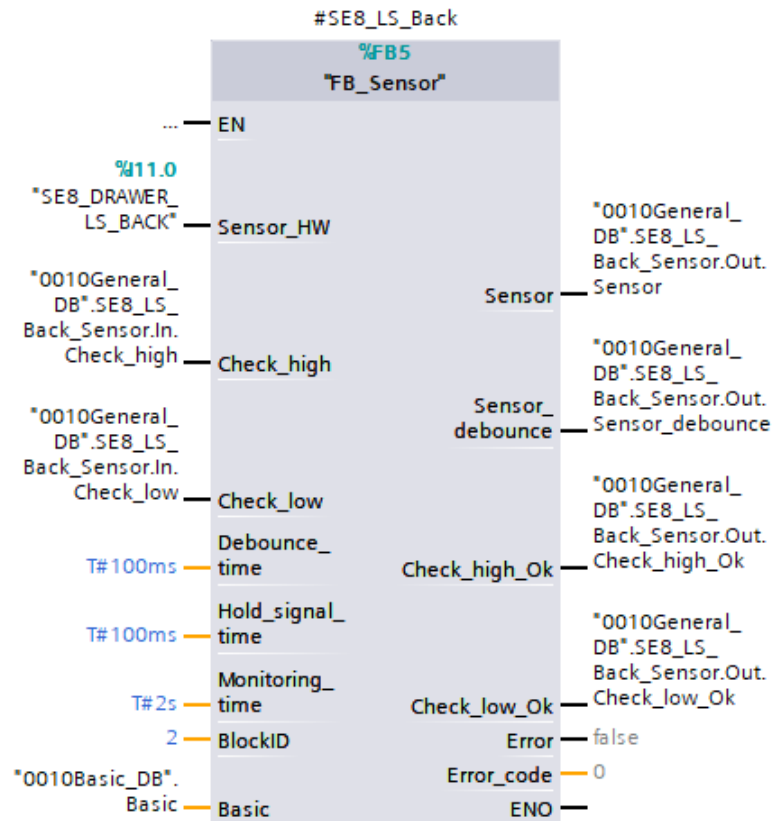 #SE8_LS_Back
%FB5
"FB_Sensor"
... EN
%I11.0
"SE8_DRAWER_
LS_BACK" Sensor_HW
"0010General_
DB".SE8_LS_
Back_Sensor.Out.
Sensor Sensor
"0010General_
DB".SE8_LS_
Back_Sensor.In.
Check_high Check_high
"0010General_
DB".SE8_LS_
Back_Sensor.Out.
Sensor_
debounce Sensor_debounce
"0010General_
DB".SE8_LS_
Back_Sensor.In.
Check_low Check_low
"0010General_
DB".SE8_LS_
Back_Sensor.Out.
Check_high_Ok Check_high_Ok
Debounce_
T#100ms time
Hold_signal_
T#100ms time
"0010General_
DB".SE8_LS_
Back_Sensor.Out.
Check_low_Ok Check_low_Ok
Monitoring_
T#2s time
2 BlockID
Error false
Error_code 0
"0010Basic_DB".
Basic Basic
ENO